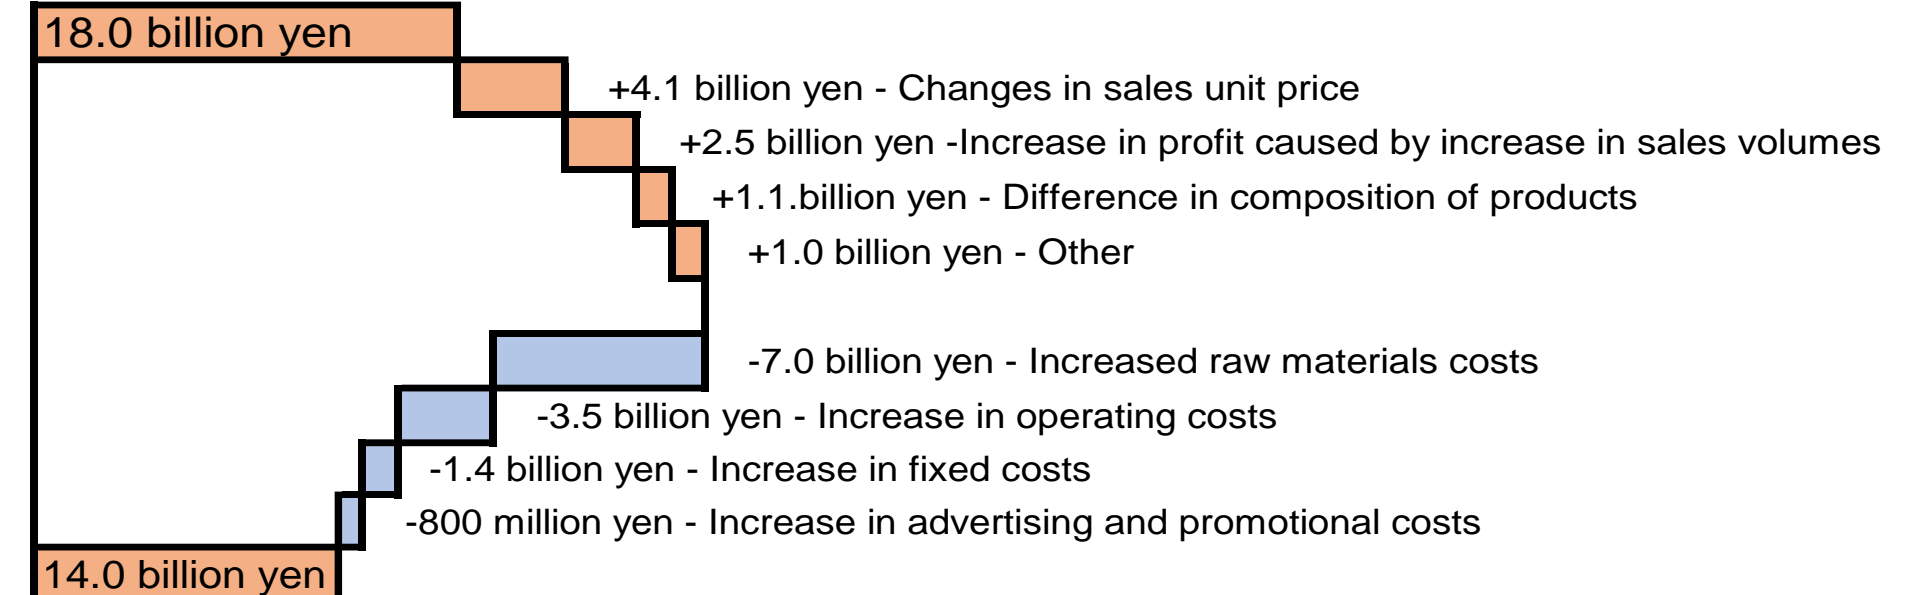 18.0 billion yen
+4.1 billion yen - Changes in sales unit price
+2.5 billion yen -Increase in profit caused by increase in sales volumes
+1.1.billion yen - Difference in composition of products
+1.0 billion yen - Other
-7.0 billion yen - Increased raw materials costs
-3.5 billion yen - Increase in operating costs
-1.4 billion yen - Increase in fixed costs
-800 million yen - Increase in advertising and promotional costs
14.0 billion yen